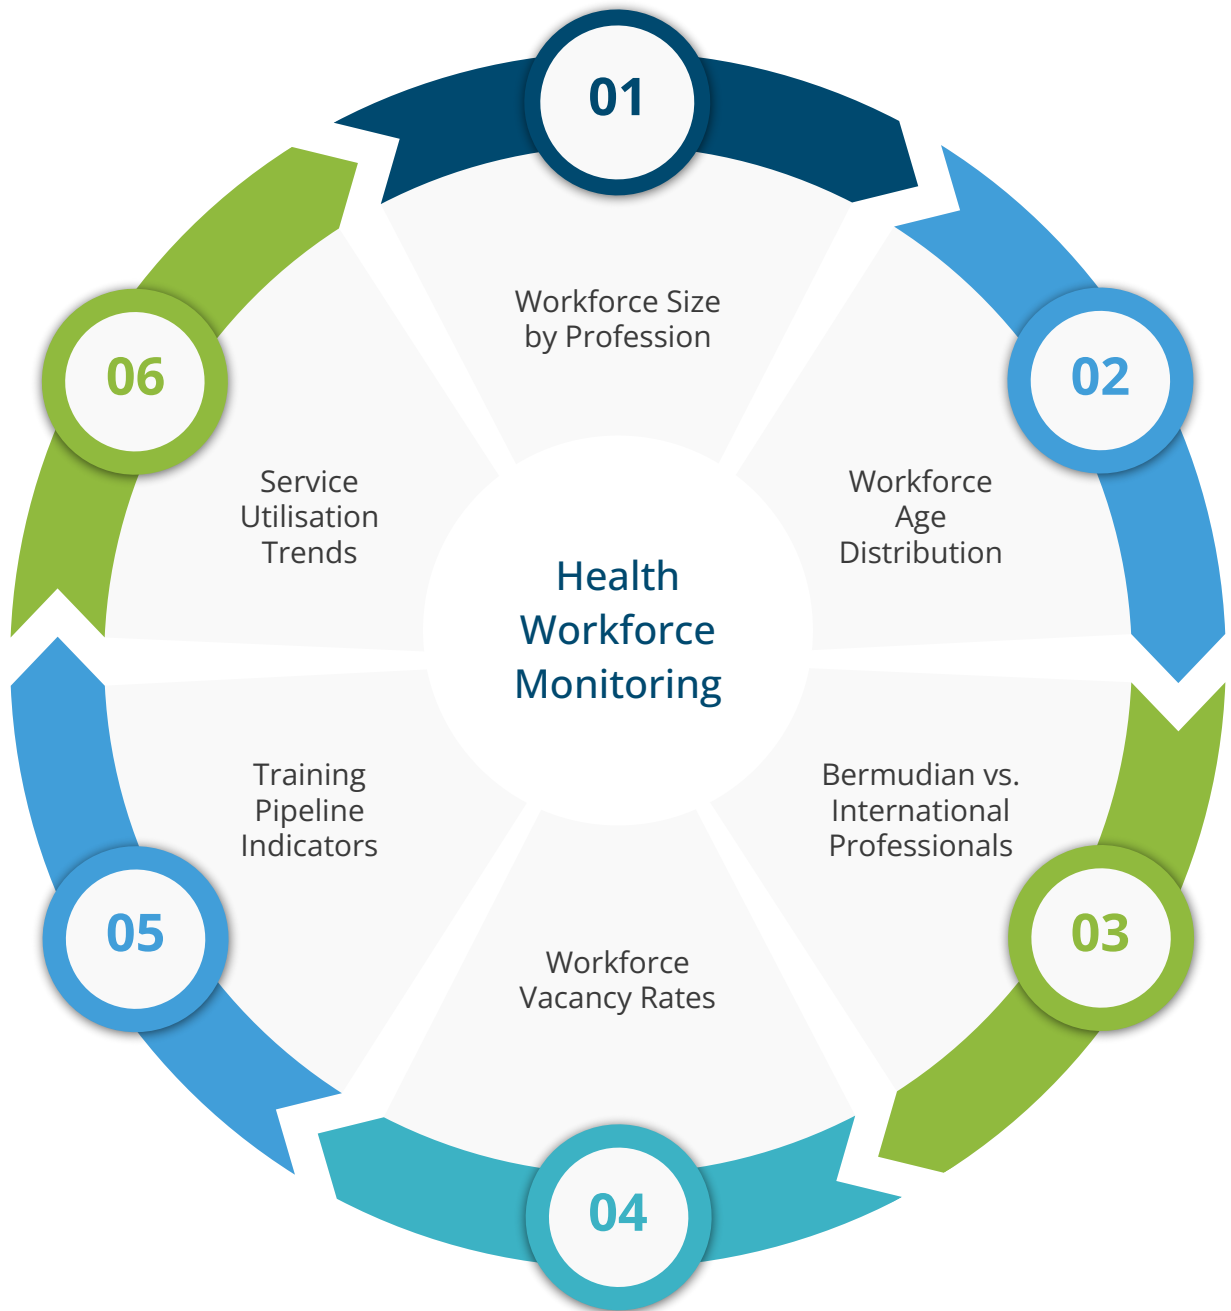 01
Workforce Size
by Profession
02
Workforce
Age
Distribution
03
Bermudian vs.
International
Professionals
04
Workforce
Vacancy Rates
05
Training
Pipeline
Indicators
06
Service
Utilisation
Trends
Health
Workforce
Monitoring